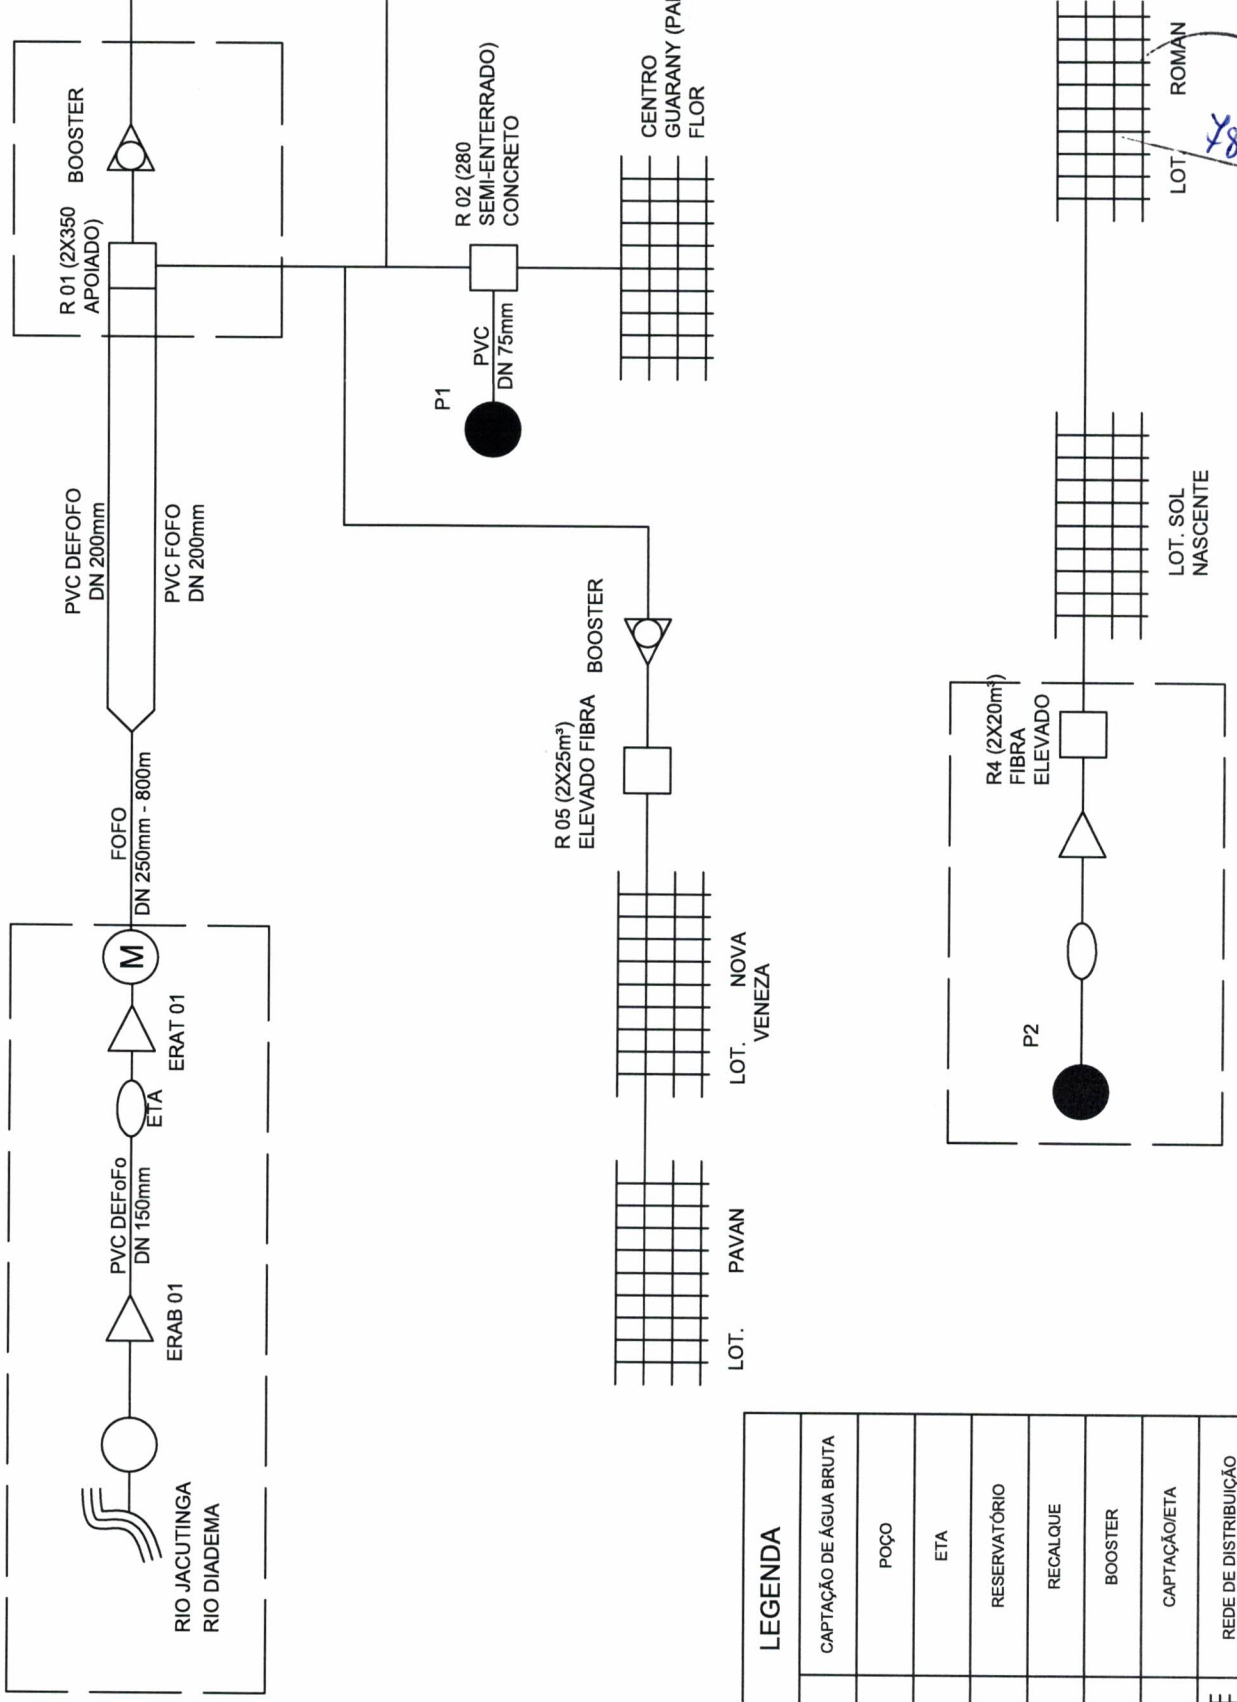 RIO JACUTINGA
RIO DIADEMA
ERAB 01
PVC DEFoFo
DN 150mm
ETA
ERAT 01
M
FOFO
DN 250mm - 800m
PVC DEFOFO
DN 200mm
PVC FOFO
DN 200mm
R 01 (2X350
APOIADO)
BOOSTER
P1
PVC
DN 75mm
R 02 (280
SEMI-ENTERRADO)
CONCRETO
CENTRO
GUARANY
FLOR
LOT. PAVAN
LOT. NOVA
VENEZA
R 05 (2X25m³)
ELEVADO FIBRA
BOOSTER
P2
R4 (2X20m³)
FIBRA
ELEVADO
LOT. SOL
NASCENTE
LOT. ROMAN
LEGENDA
CAPTAÇÃO DE ÁGUA BRUTA
POÇO
ETA
RESERVATÓRIO
RECALQUE
BOOSTER
CAPTAÇÃO/ETA
REDE DE DISTRIBUIÇÃO